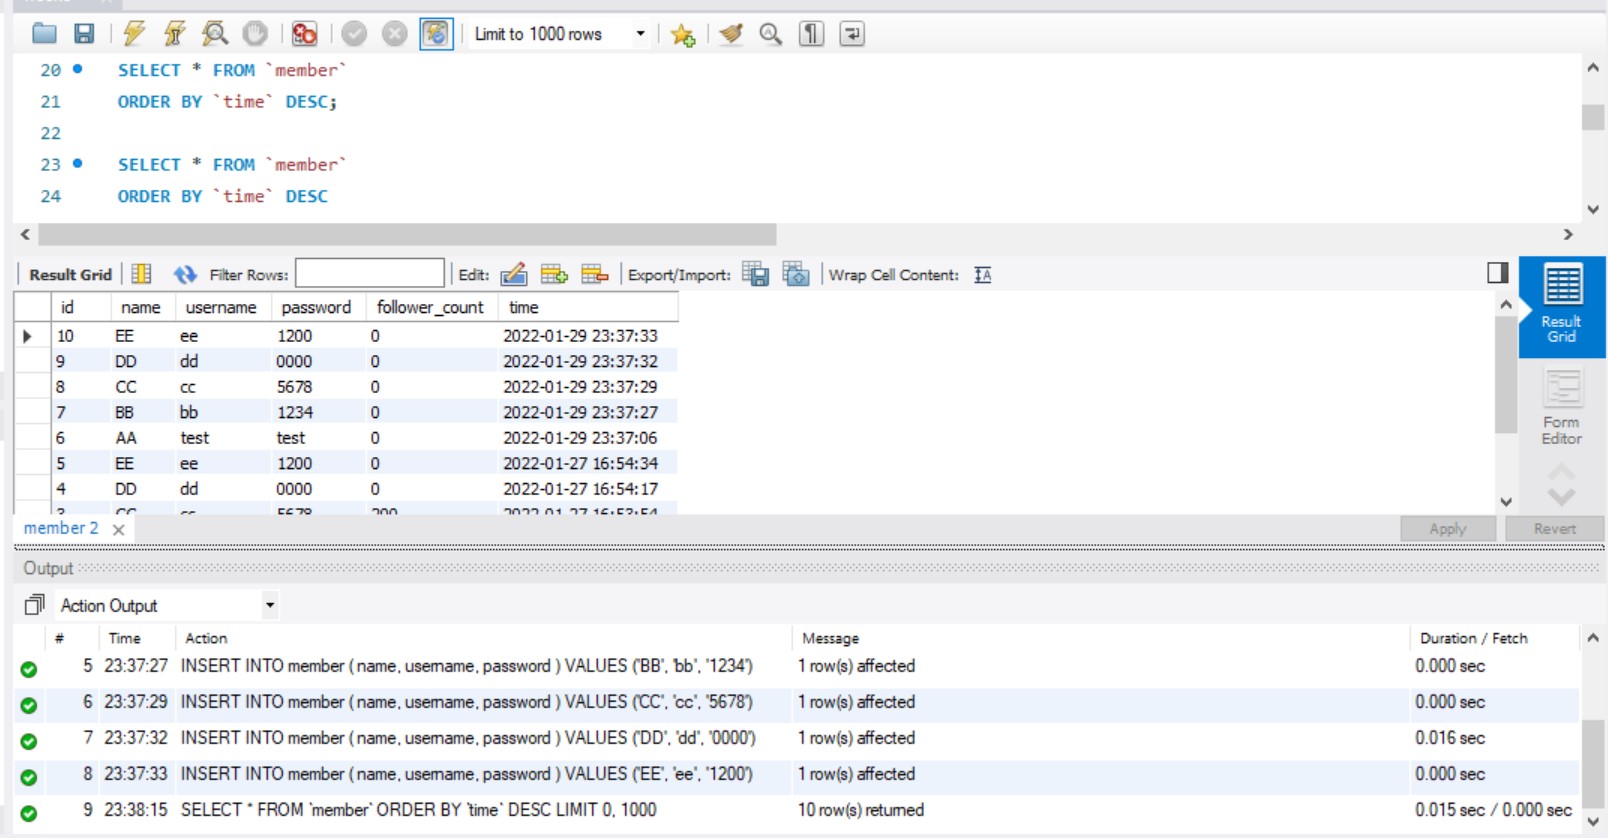 Limit to 1000 rows
20 SELECT * FROM `member`
21 ORDER BY `time` DESC;
22
23 SELECT * FROM `member`
24 ORDER BY `time` DESC
Result Grid Filter Rows: Edit: Export/Import: Wrap Cell Content:
id name username password follower_count time
10 EE ee 1200 0 2022-01-29 23:37:33
9 DD dd 0000 0 2022-01-29 23:37:32
8 CC cc 5678 0 2022-01-29 23:37:29
7 BB bb 1234 0 2022-01-29 23:37:27
6 AA test test 0 2022-01-29 23:37:06
5 EE ee 1200 0 2022-01-27 16:54:34
4 DD dd 0000 0 2022-01-27 16:54:17
3 CC cc 5678 200 2022-01-27 16:53:54
Result
Grid
Form
Editor
member 2
Apply Revert
Output
Action Output
# Time Action Message Duration / Fetch
5 23:37:27 INSERT INTO member ( name, username, password ) VALUES ('BB', 'bb', '1234') 1 row(s) affected 0.000 sec
6 23:37:29 INSERT INTO member ( name, username, password ) VALUES ('CC', 'cc', '5678') 1 row(s) affected 0.000 sec
7 23:37:32 INSERT INTO member ( name, username, password ) VALUES ('DD', 'dd', '0000') 1 row(s) affected 0.016 sec
8 23:37:33 INSERT INTO member ( name, username, password ) VALUES ('EE', 'ee', '1200') 1 row(s) affected 0.000 sec
9 23:38:15 SELECT * FROM `member` ORDER BY `time` DESC LIMIT 0, 1000 10 row(s) returned 0.015 sec / 0.000 sec